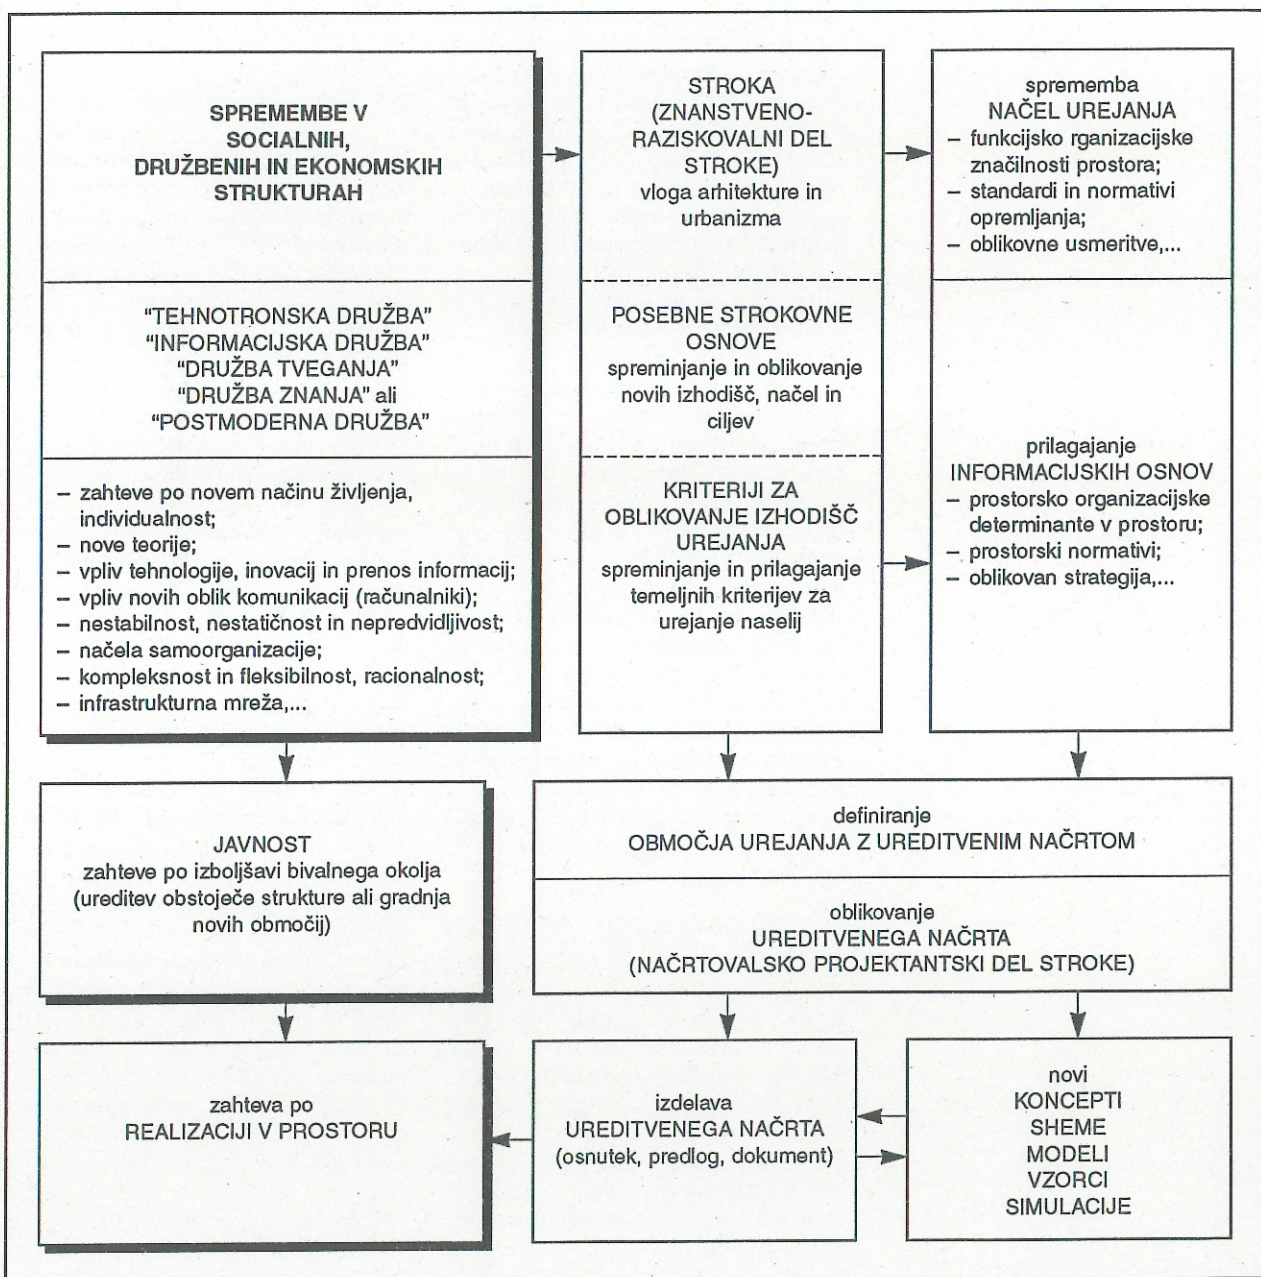 SPREMEMBE V
SOCIALNIH,
DRUŽBENIH IN EKONOMSKIH
STRUKTURAH
“TEHNOTRONSKA DRUŽBA”
“INFORMACIJSKA DRUŽBA”
“DRUŽBA TVEGANJA”
“DRUŽBA ZNANJA” ali
“POSTMODERNA DRUŽBA”
– zahteve po novem načinu življenja,
individualnost;
– nove teorije;
– vpliv tehnologije, inovacij in prenos informacij;
– vpliv novih oblik komunikacij (računalniki);
– nestabilnost, nestatičnost in nepredvidljivost;
– načela samoorganizacije;
– kompleksnost in fleksibilnost, racionalnost;
– infrastrukturna mreža,...
STROKA
(ZNANSTVENO-
RAZISKOVALNI DEL
STROKE)
vloga arhitekture in
urbanizma
POSEBNE STROKOVNE
OSNOVE
spreminjanje in oblikovanje
novih izhodišč, načel in
ciljev
KRITERIJI ZA
OBLIKOVANJE IZHODIŠČ
UREJANJA
spreminjanje in prilagajanje
temeljnih kriterijev za
urejanje naselij
sprememba
NAČEL UREJANJA
– funkcijsko rganizacijske
značilnosti prostora;
– standardi in normativi
opremljanja;
– oblikovne usmeritve,...
prilagajanje
INFORMACIJSKIH OSNOV
– prostorsko organizacijske
determinante v prostoru;
– prostorski normativi;
– oblikovan strategija,...
JAVNOST
zahteve po izboljšavi bivalnega okolja
(ureditev obstoječe strukture ali gradnja
novih območij)
definiranje
OBMOČJA UREJANJA Z UREDITVENIM NAČRTOM
oblikovanje
UREDITVENEGA NAČRTA
(NAČRTOVALSKO PROJEKTANTSKI DEL STROKE)
zahteva po
REALIZACIJI V PROSTORU
izdelava
UREDITVENEGA NAČRTA
(osnutek, predlog, dokument)
novi
KONCEPTI
SHEME
MODELI
VZORCI
SIMULACIJE